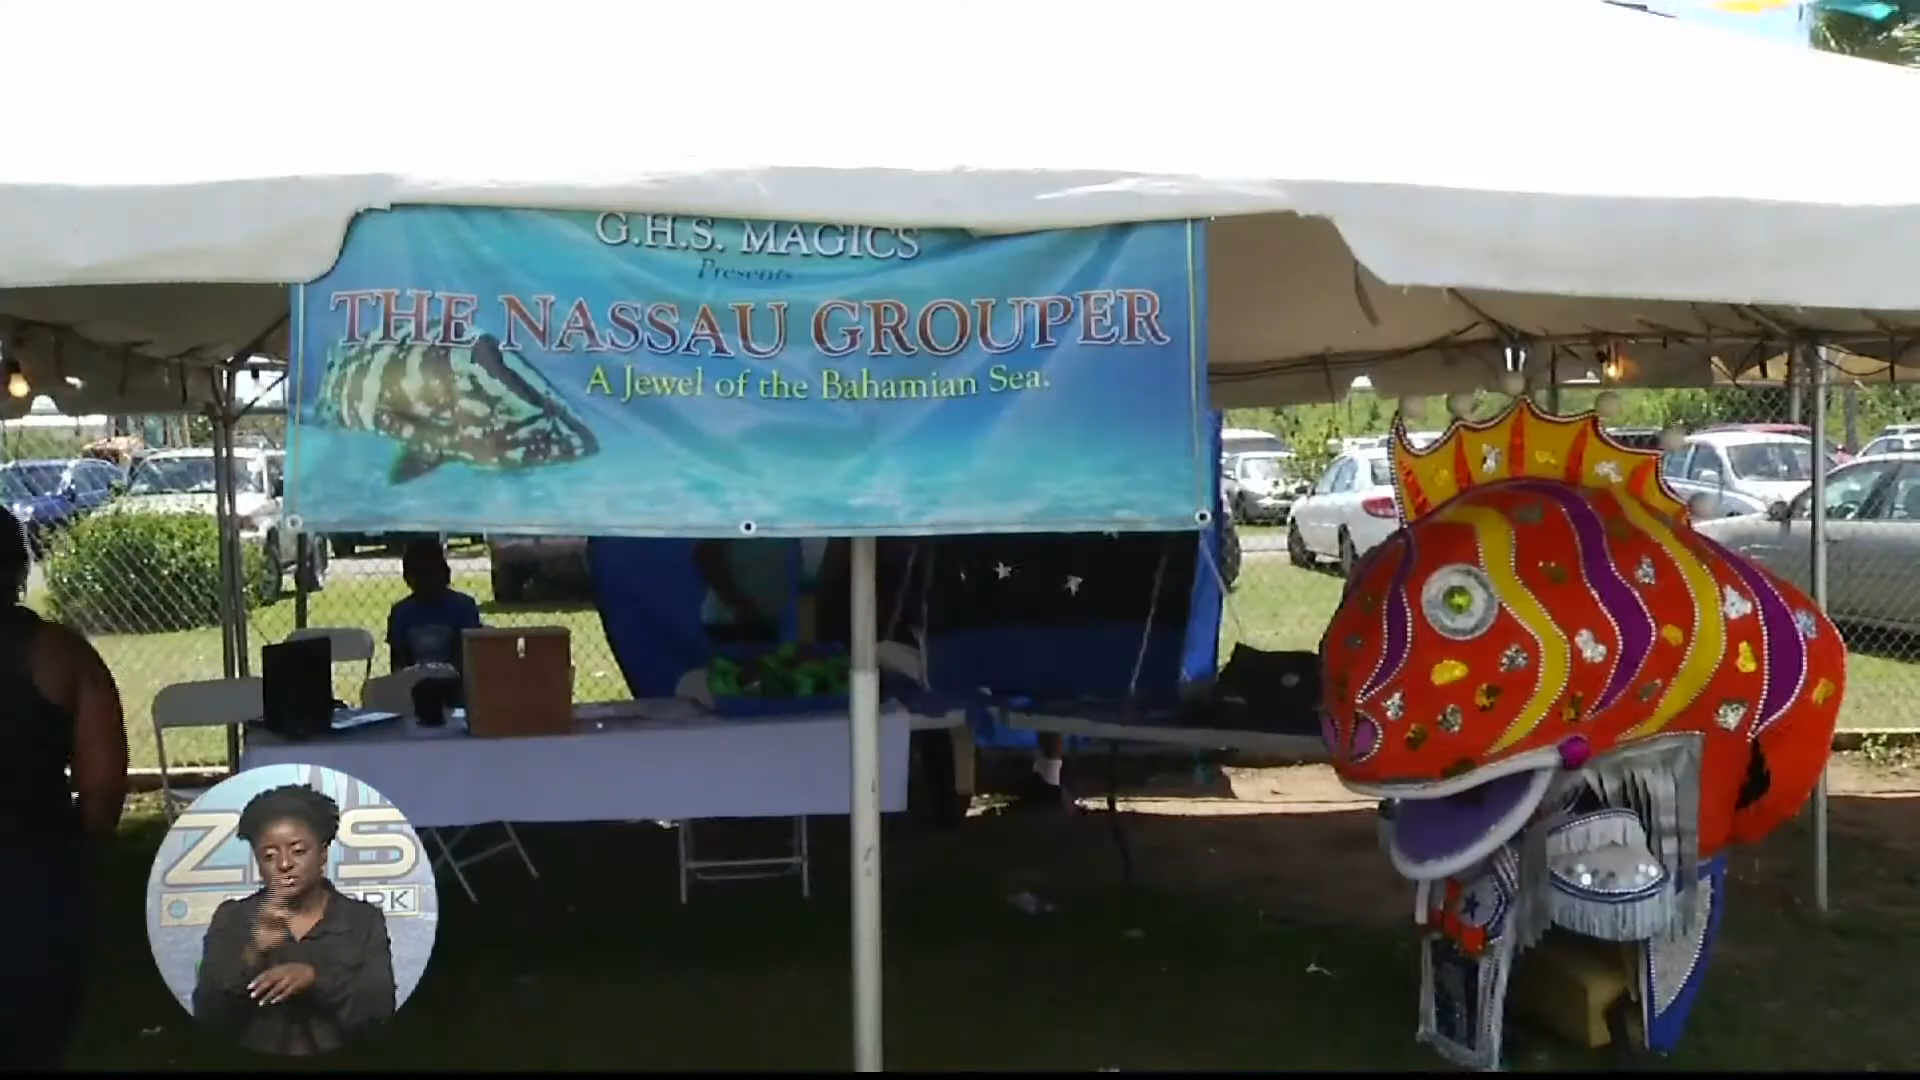 G.H.S. MAGICS
Presents
THE NASSAU GROUPER
A Jewel of the Bahamian Sea.